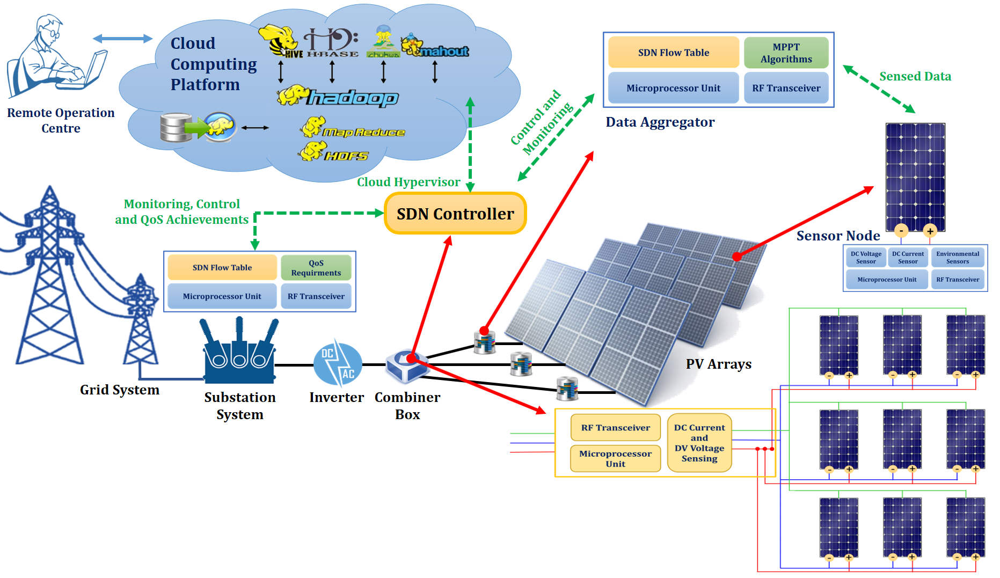 Cloud
Computing
Platform
HIVE
H·BASE
chukwa
mahout
hadoop
Map Reduce
HDFS
Remote Operation
Centre
SDN Flow Table
MPPT
Algorithms
Microprocessor Unit
RF Transceiver
Data Aggregator
Sensed Data
Control and
Monitoring
Cloud Hypervisor
SDN Controller
Monitoring, Control
and QoS Achievements
SDN Flow Table
QoS
Requirments
Microprocessor Unit
RF Transceiver
Sensor Node
-
+
DC Voltage
Sensor
DC Current
Sensor
Environmental
Sensors
Microprocessor Unit
RF Transceiver
Grid System
Substation
System
DC
AC
Inverter
Combiner
Box
PV Arrays
RF Transceiver
Microprocessor
Unit
DC Current
and
DV Voltage
Sensing
- + - + - +
- + - + - +
- + - + - +